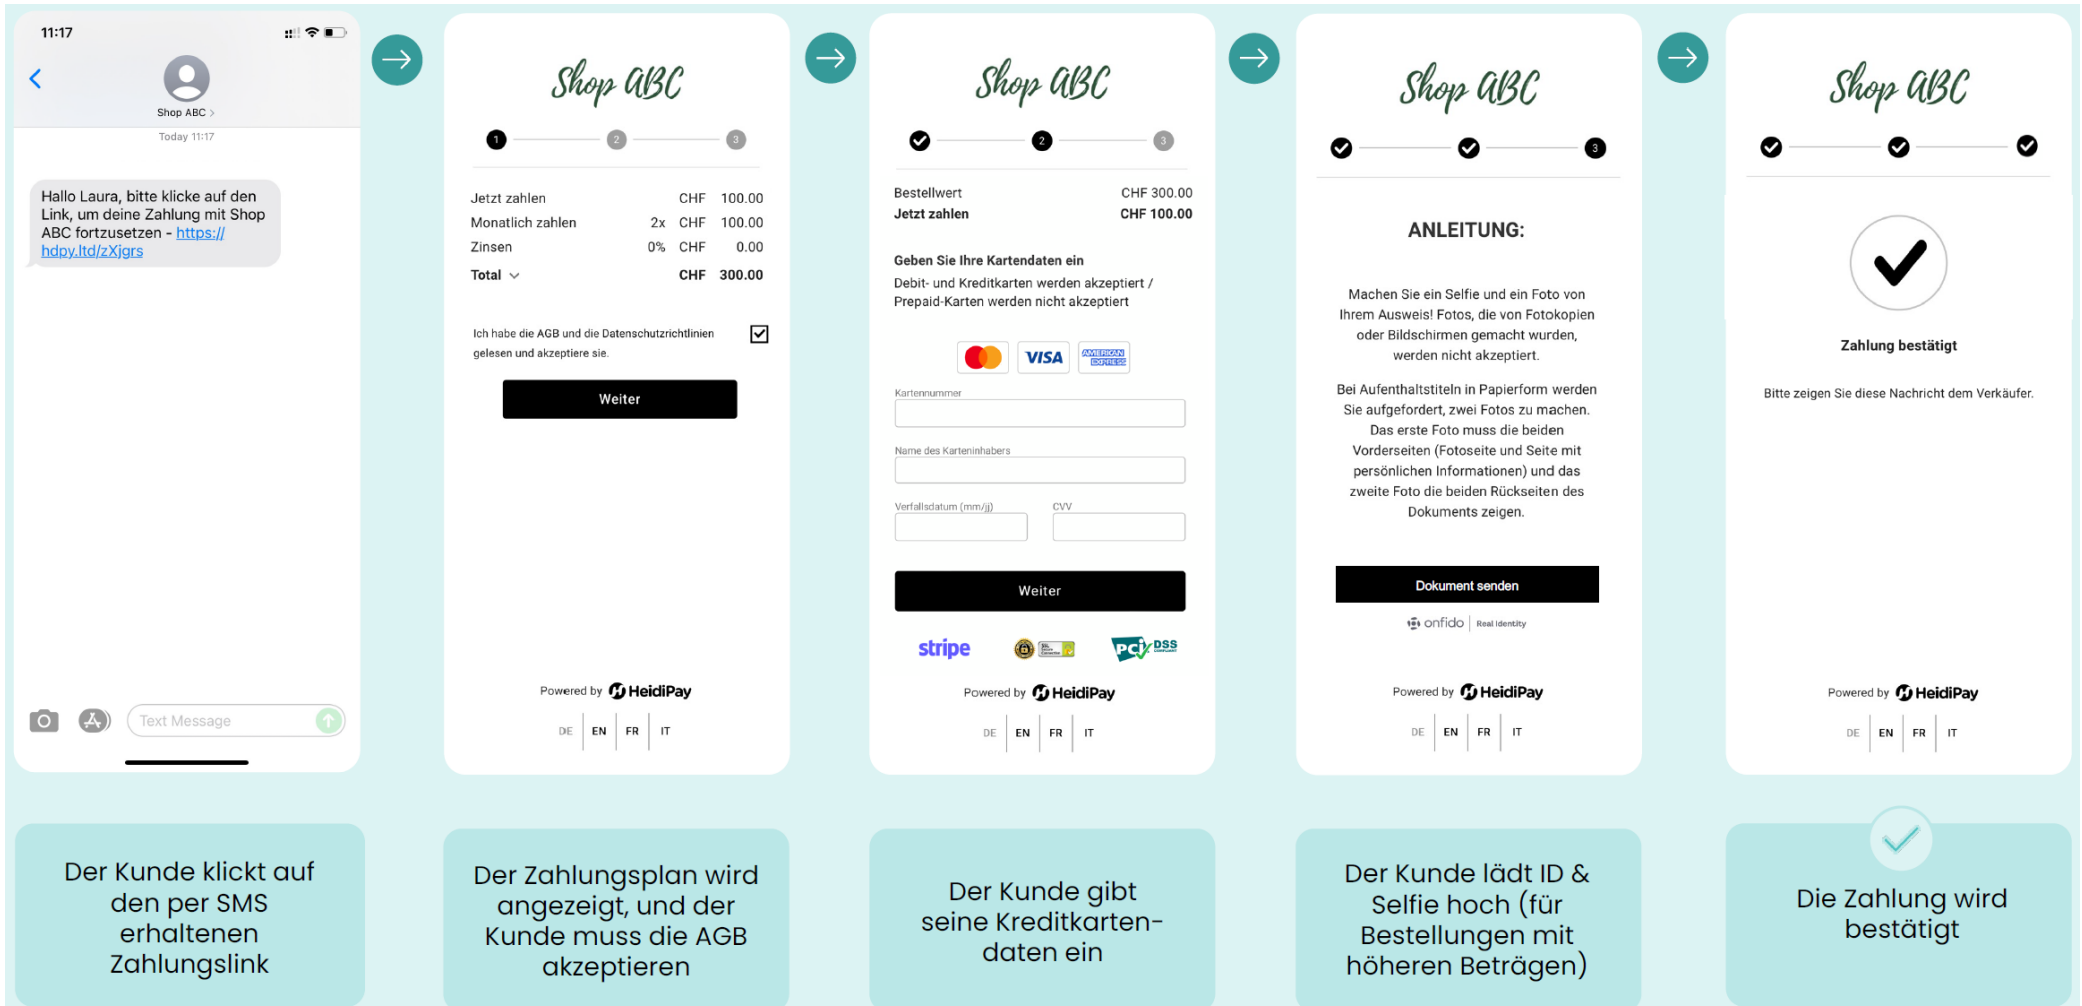 11:17
Shop ABC >
Today 11:17
Hallo Laura, bitte klicke auf den
Link, um deine Zahlung mit Shop
ABC fortzusetzen - https://
hdpy.ltd/zXjgrs
Text Message
Der Kunde klickt auf
den per SMS
erhaltenen
Zahlungslink
Shop ABC
1 2 3
Jetzt zahlen CHF 100.00
Monatlich zahlen 2x CHF 100.00
Zinsen 0% CHF 0.00
Total CHF 300.00
Ich habe die AGB und die Datenschutzrichtlinien
gelesen und akzeptiere sie.
Weiter
Powered by HeidiPay
DE EN FR IT
Der Zahlungsplan wird
angezeigt, und der
Kunde muss die AGB
akzeptieren
Shop ABC
2 3
Bestellwert CHF 300.00
Jetzt zahlen CHF 100.00
Geben Sie Ihre Kartendaten ein
Debit- und Kreditkarten werden akzeptiert /
Prepaid-Karten werden nicht akzeptiert
VISA AMERICAN
EXPRESS
Kartennummer
Name des Karteninhabers
Verfallsdatum (mm/jj) CVV
Weiter
stripe PCI DSS
Powered by HeidiPay
DE EN FR IT
Der Kunde gibt
seine Kreditkarten-
daten ein
Shop ABC
3
ANLEITUNG:
Machen Sie ein Selfie und ein Foto von
Ihrem Ausweis! Fotos, die von Fotokopien
oder Bildschirmen gemacht wurden,
werden nicht akzeptiert.
Bei Aufenthaltstiteln in Papierform werden
Sie aufgefordert, zwei Fotos zu machen.
Das erste Foto muss die beiden
Vorderseiten (Fotoseite und Seite mit
persönlichen Informationen) und das
zweite Foto die beiden Rückseiten des
Dokuments zeigen.
Dokument senden
onfido Real Identity
Powered by HeidiPay
DE EN FR IT
Der Kunde lädt ID &
Selfie hoch (für
Bestellungen mit
höheren Beträgen)
Shop ABC
Zahlung bestätigt
Bitte zeigen Sie diese Nachricht dem Verkäufer.
Powered by HeidiPay
DE EN FR IT
Die Zahlung wird
bestätigt